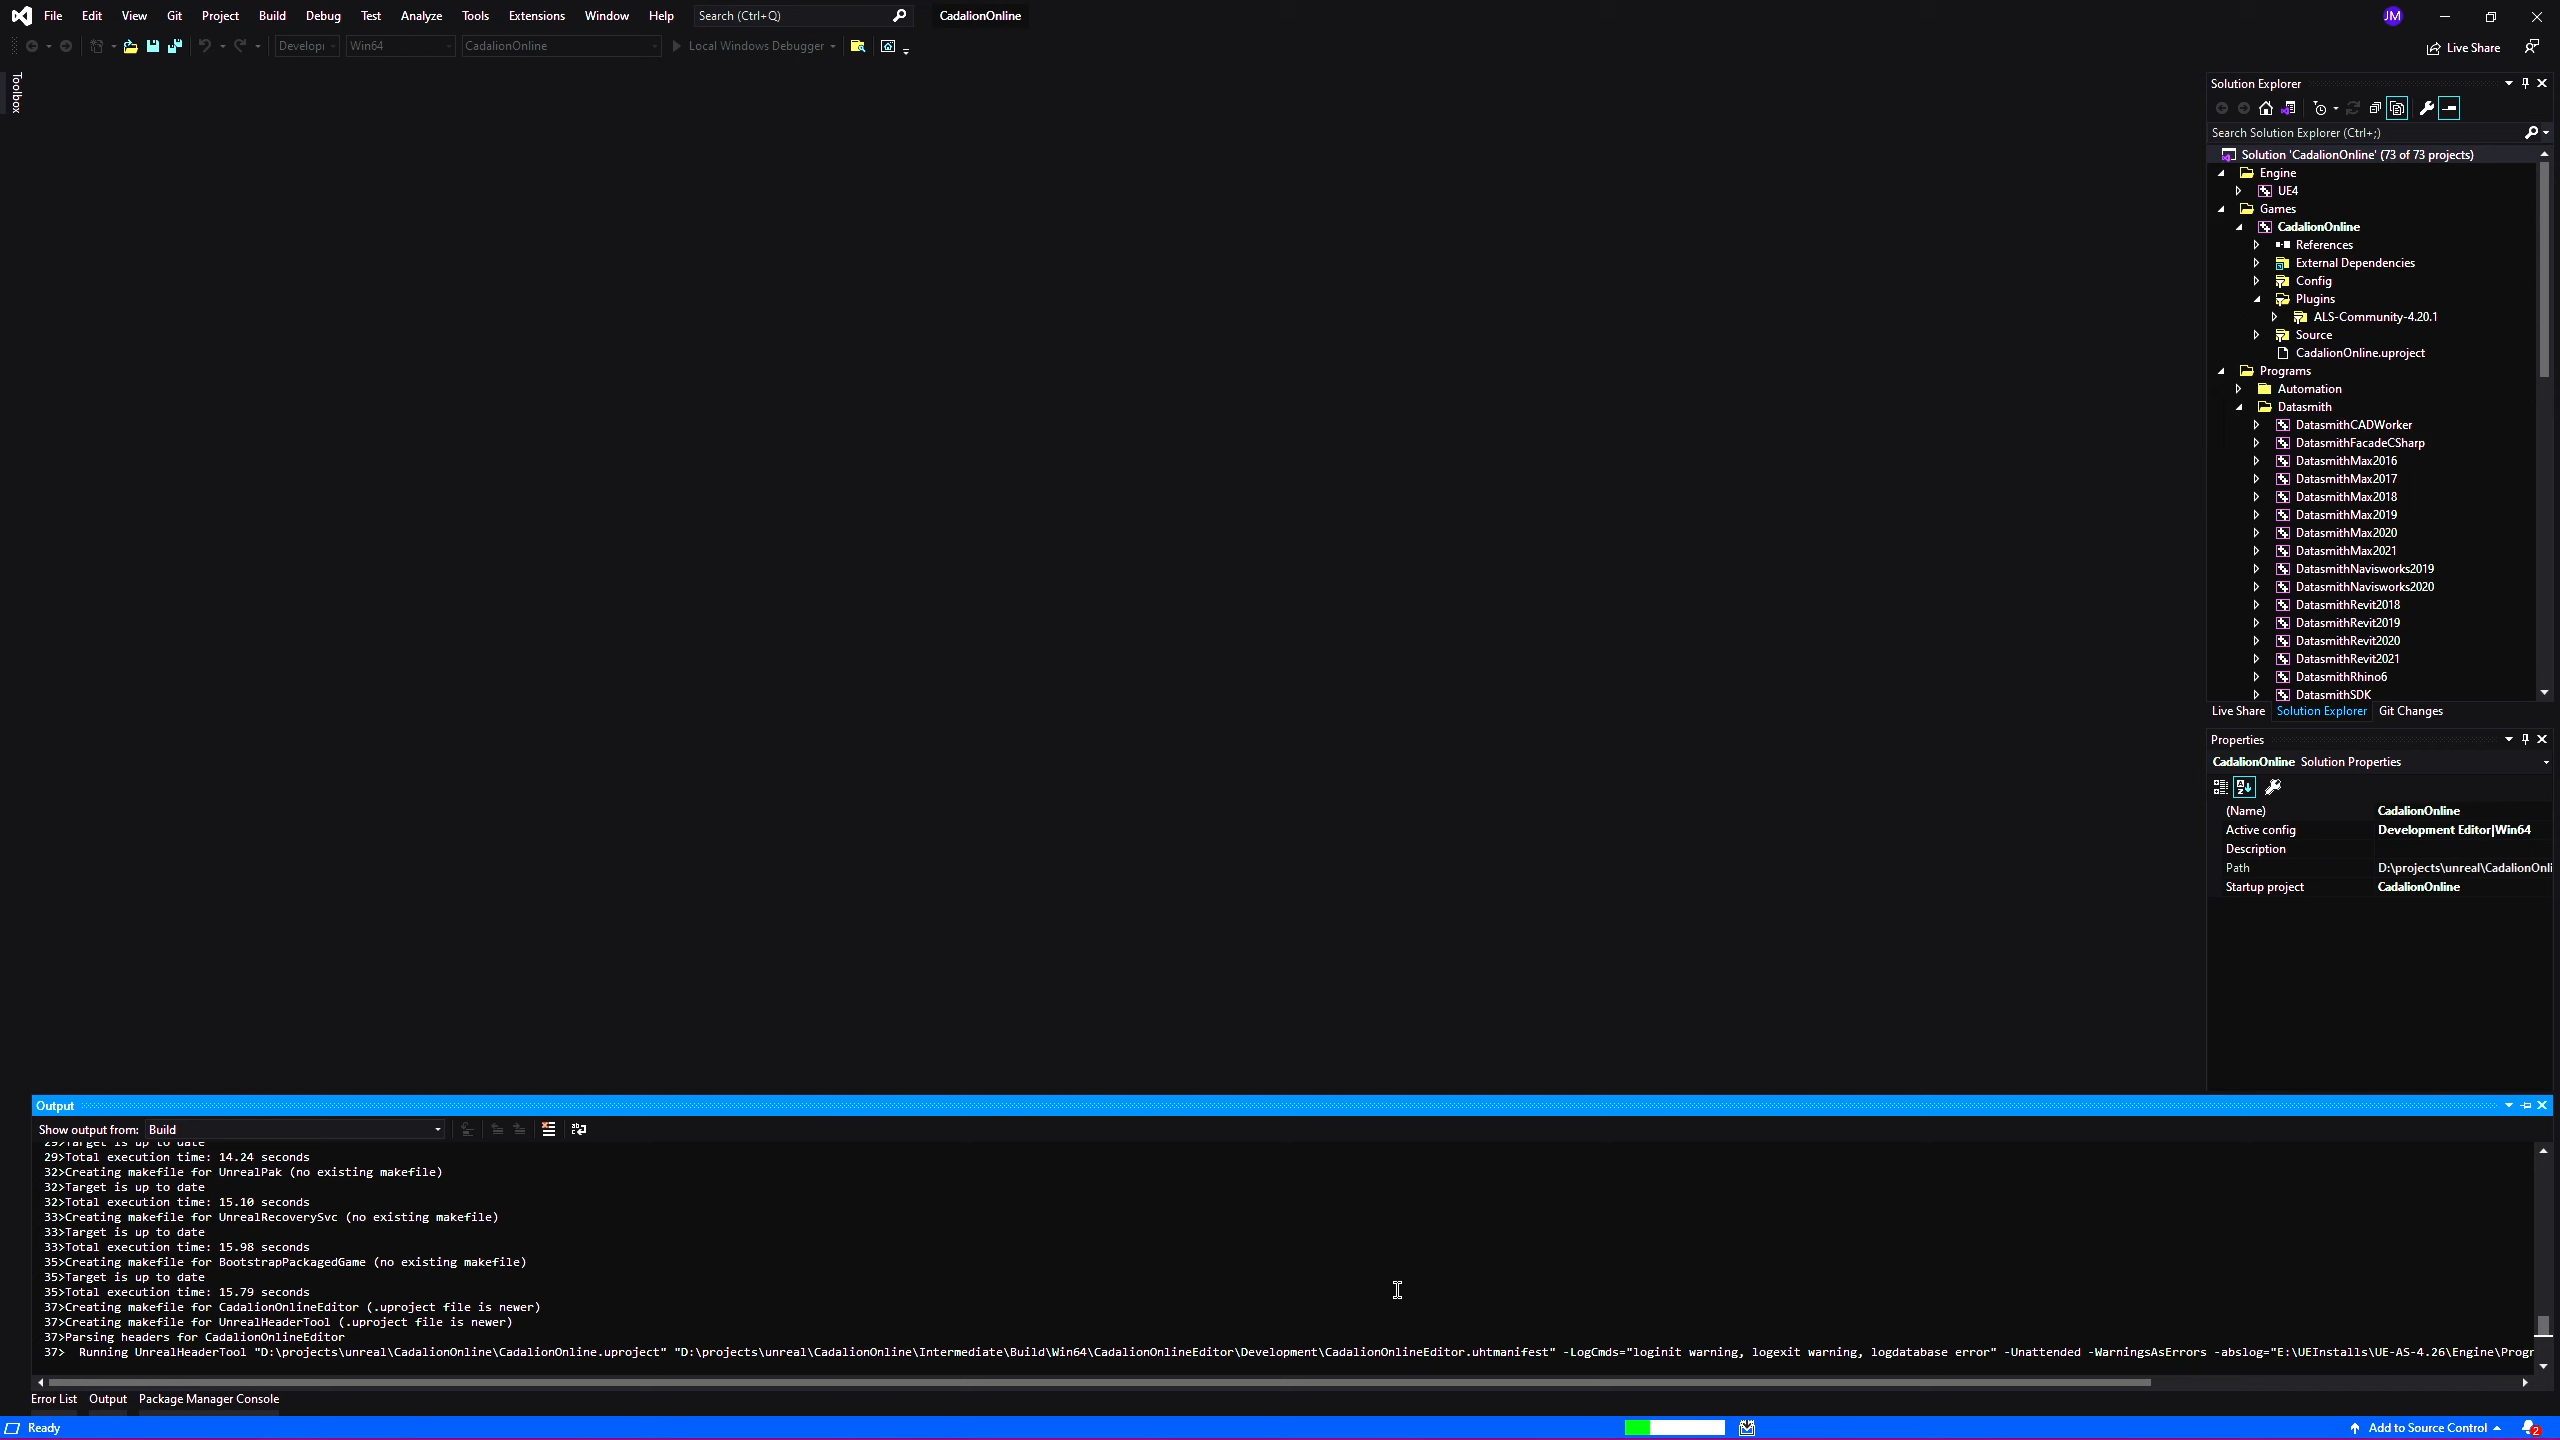 File Edit View Git Project Build Debug Test Analyze Tools Extensions Window Help Search (Ctrl+Q) CadalionOnline JM
Develop Win64 CadalionOnline Local Windows Debugger Live Share
Toolbox
Solution Explorer
Search Solution Explorer (Ctrl+;)
Solution 'CadalionOnline' (73 of 73 projects)
Engine
UE4
Games
CadalionOnline
References
External Dependencies
Config
Plugins
ALS-Community-4.20.1
Source
CadalionOnline.uproject
Programs
Automation
Datasmith
DatasmithCADWorker
DatasmithFacadeCSharp
DatasmithMax2016
DatasmithMax2017
DatasmithMax2018
DatasmithMax2019
DatasmithMax2020
DatasmithMax2021
DatasmithNavisworks2019
DatasmithNavisworks2020
DatasmithRevit2018
DatasmithRevit2019
DatasmithRevit2020
DatasmithRevit2021
DatasmithRhino6
DatasmithSDK
Live Share Solution Explorer Git Changes
Properties
CadalionOnline Solution Properties
(Name) CadalionOnline
Active config Development Editor|Win64
Description
Path D:\projects\unreal\CadalionOnli
Startup project CadalionOnline
Output
Show output from: Build
29>Target is up to date
29>Total execution time: 14.24 seconds
32>Creating makefile for UnrealPak (no existing makefile)
32>Target is up to date
32>Total execution time: 15.10 seconds
33>Creating makefile for UnrealRecoverySvc (no existing makefile)
33>Target is up to date
33>Total execution time: 15.98 seconds
35>Creating makefile for BootstrapPackagedGame (no existing makefile)
35>Target is up to date
35>Total execution time: 15.79 seconds
37>Creating makefile for CadalionOnlineEditor (.uproject file is newer)
37>Creating makefile for UnrealHeaderTool (.uproject file is newer)
37>Parsing headers for CadalionOnlineEditor
37>  Running UnrealHeaderTool "D:\projects\unreal\CadalionOnline\CadalionOnline.uproject" "D:\projects\unreal\CadalionOnline\Intermediate\Build\Win64\CadalionOnlineEditor\Development\CadalionOnlineEditor.uhtmanifest" -LogCmds="loginit warning, logexit warning, logdatabase error" -Unattended -WarningsAsErrors -abslog="E:\UEInstalls\UE-AS-4.26\Engine\Progr
Error List Output Package Manager Console
Ready Add to Source Control 2